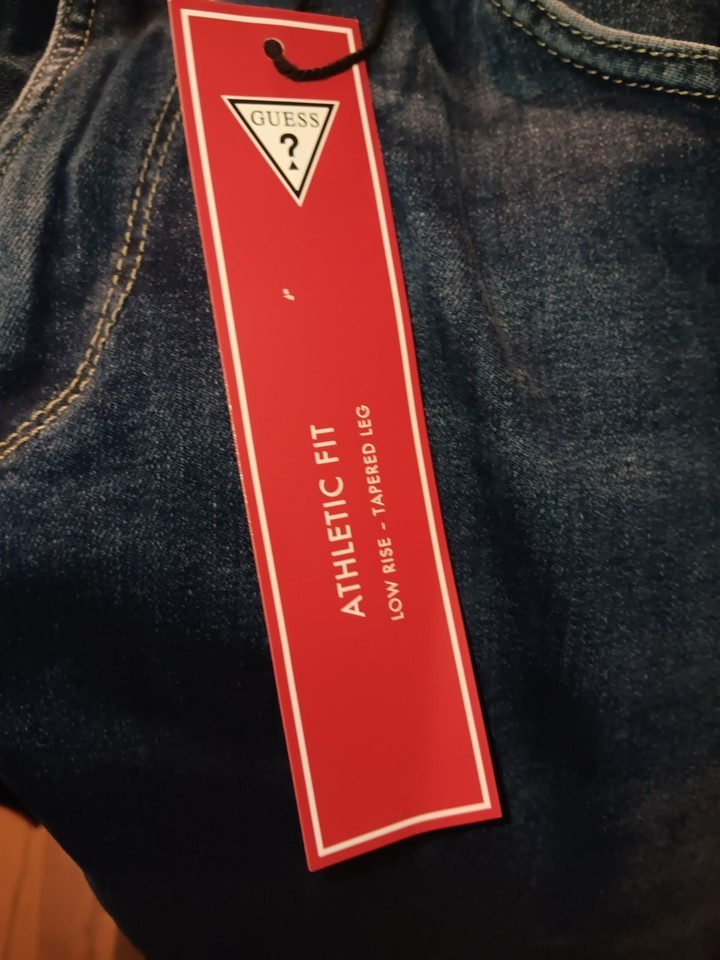 GUESS
?
ATHLETIC FIT
LOW RISE - TAPERED LEG